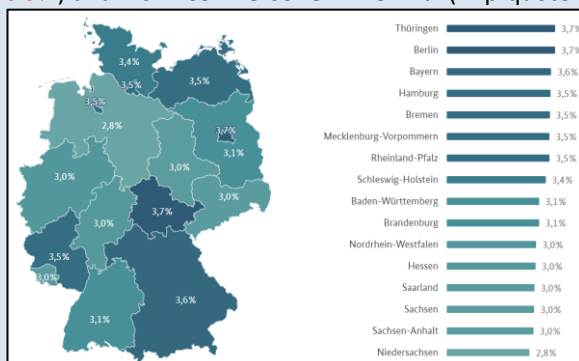 3,4%
3,5%
3,5%
3,5%
2,8%
3,7%
3,1%
3,0%
3,0%
3,0%
3,0%
3,7%
3,5%
3,0%
3,6%
3,1%
Thüringen 3,7%
Berlin 3,7%
Bayern 3,6%
Hamburg 3,5%
Bremen 3,5%
Mecklenburg-Vorpommern 3,5%
Rheinland-Pfalz 3,5%
Schleswig-Holstein 3,4%
Baden-Württemberg 3,1%
Brandenburg 3,1%
Nordrhein-Westfalen 3,0%
Hessen 3,0%
Saarland 3,0%
Sachsen 3,0%
Sachsen-Anhalt 3,0%
Niedersachsen 2,8%